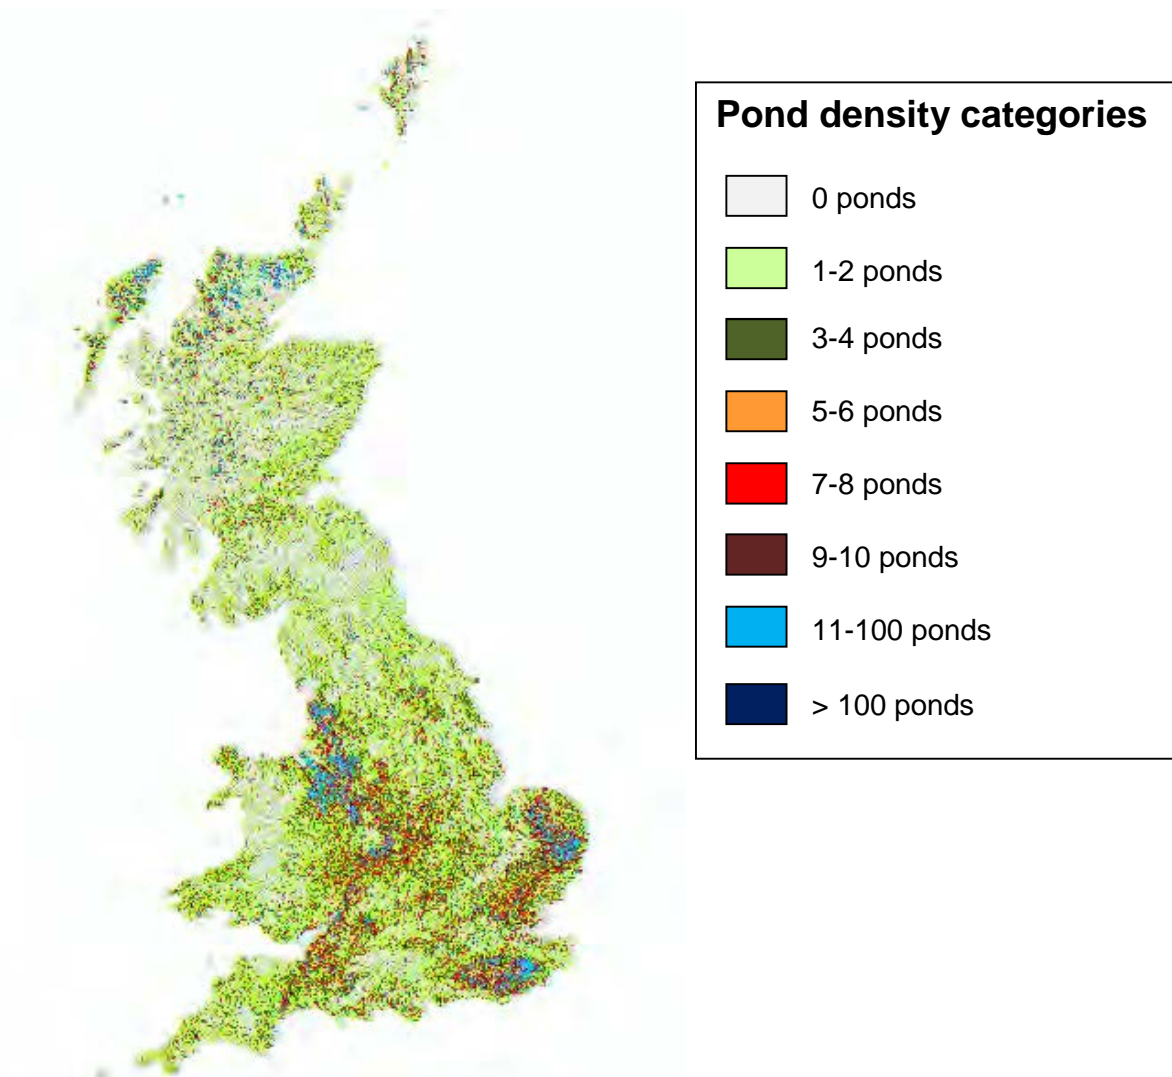 Pond density categories
0 ponds
1-2 ponds
3-4 ponds
5-6 ponds
7-8 ponds
9-10 ponds
11-100 ponds
> 100 ponds